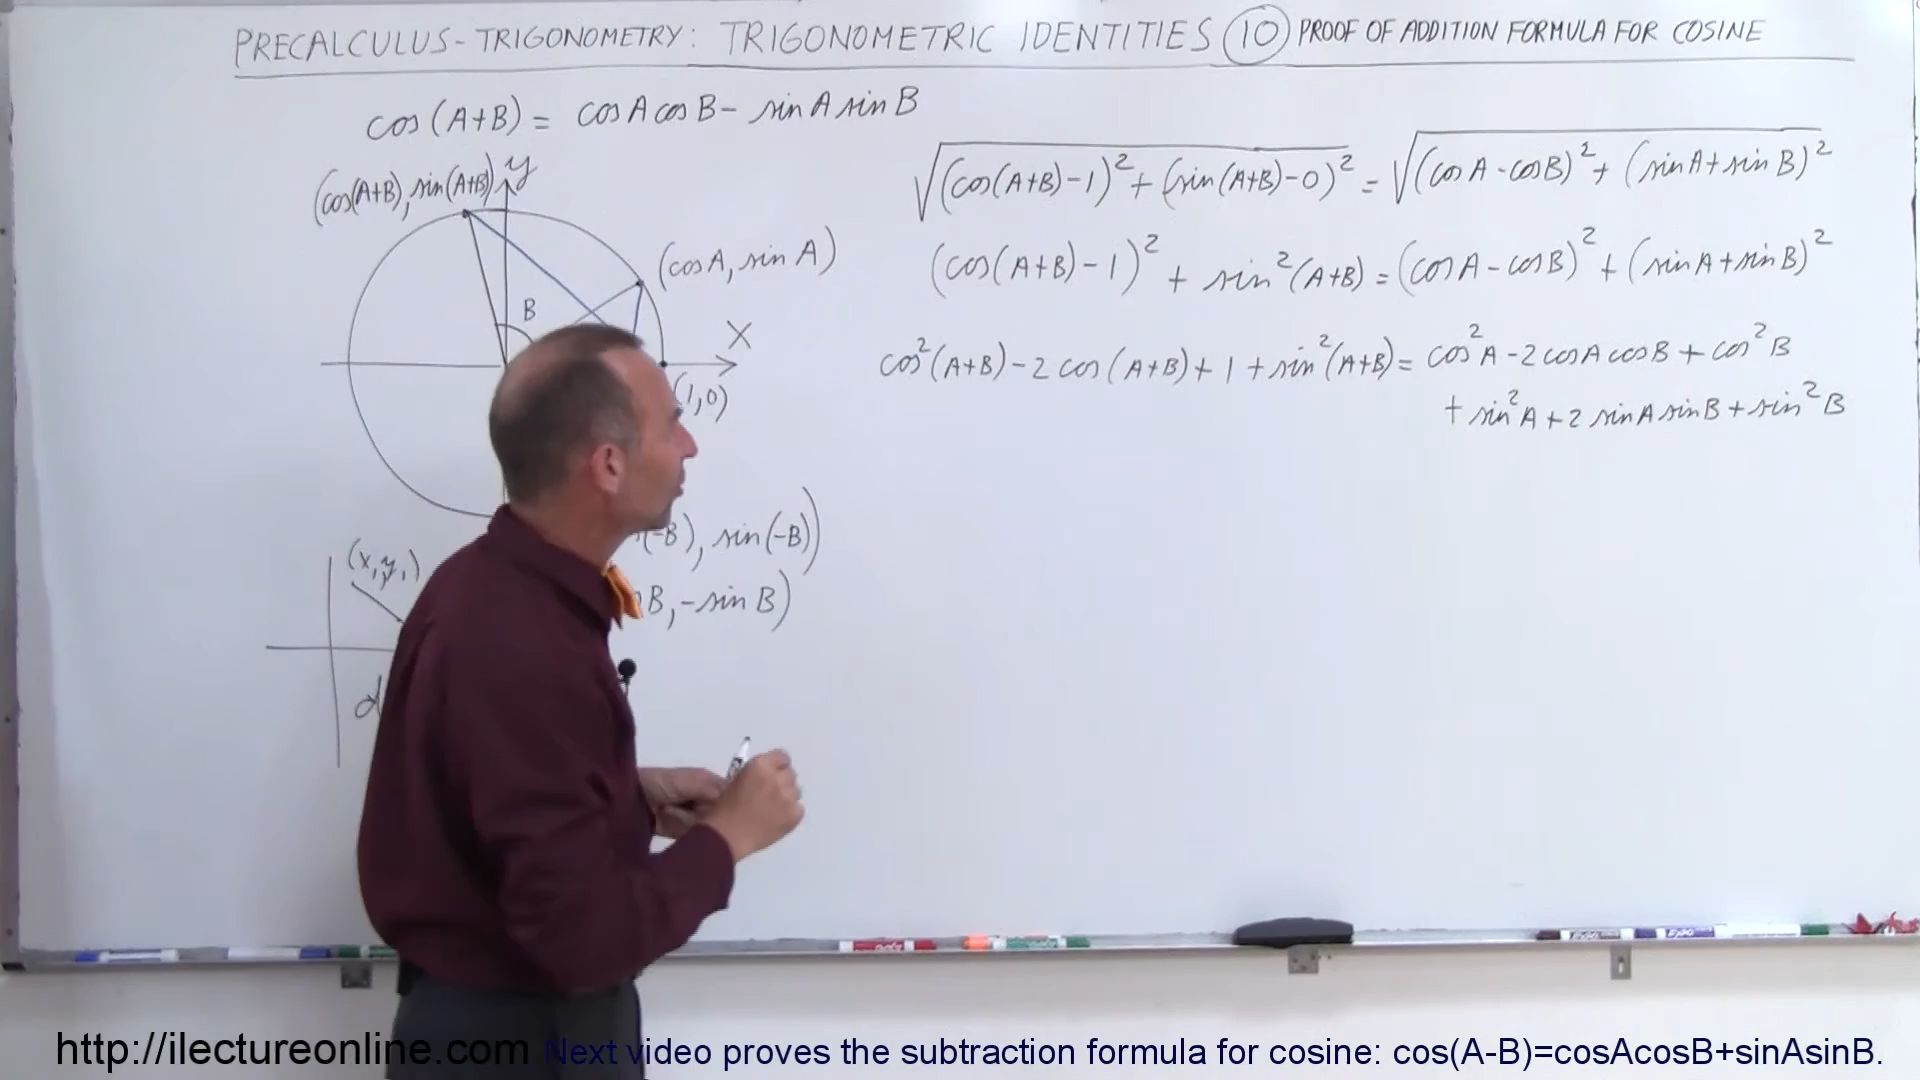 PRECALCULUS - TRIGONOMETRY: TRIGONOMETRIC IDENTITIES 10 PROOF OF ADDITION FORMULA FOR COSINE
cos (A+B) = cos A cos B - sin A sin B
(cos(A+B), sin(A+B)) y
(cos A, sin A)
B
X
(1,0)
(-B), sin(-B))
B, -sin B)
(x, y,)
d
√(cos(A+B)-1)² + (sin(A+B)-0)² = √(cos A - cos B)² + (sin A + sin B)²
(cos(A+B)-1)² + sin²(A+B) = (cos A - cos B)² + (sin A + sin B)²
cos²(A+B) - 2 cos(A+B) + 1 + sin²(A+B) = cos²A - 2 cos A cos B + cos²B
+ sin²A + 2 sin A sin B + sin²B
EXPO
http://ilectureonline.com Next video proves the subtraction formula for cosine: cos(A-B)=cosAcosB+sinAsinB.